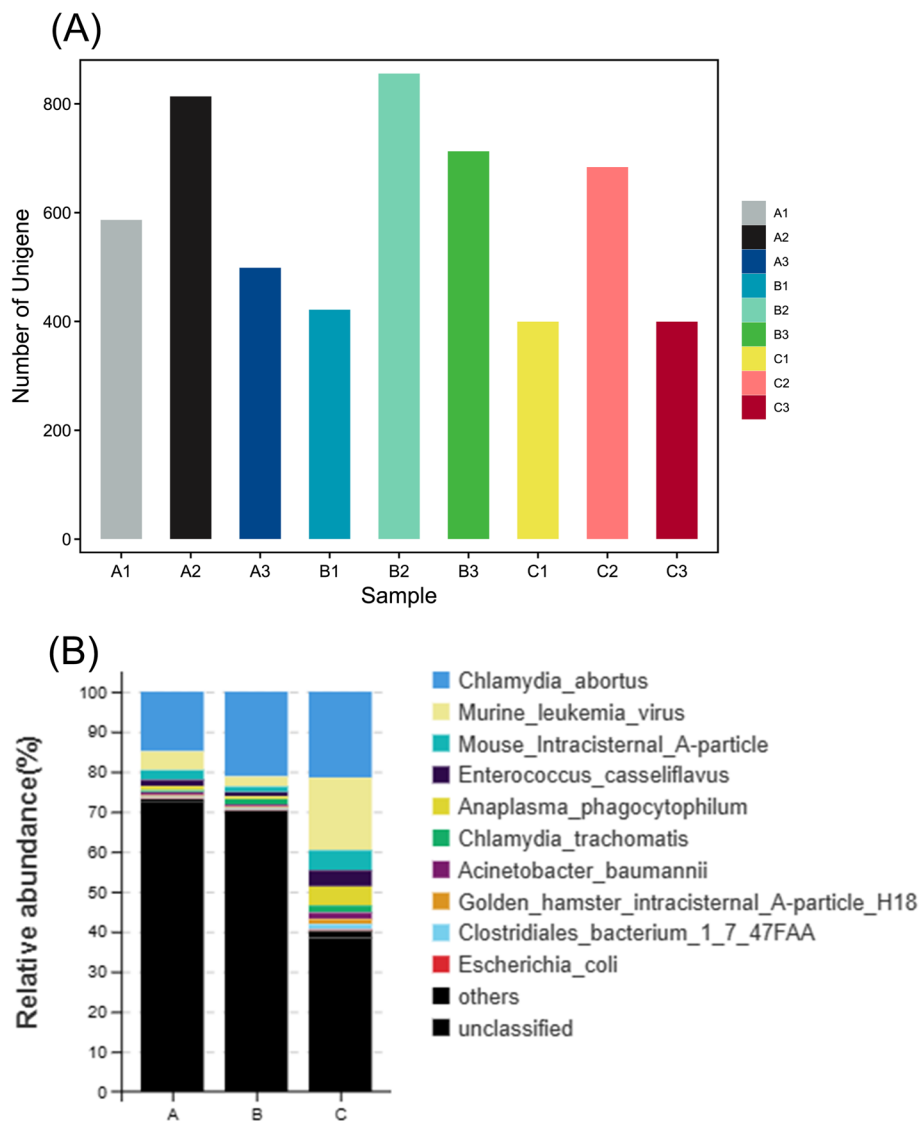 (A)
Number of Unigene
800
600
400
200
0
A1 A2 A3 B1 B2 B3 C1 C2 C3
Sample
A1
A2
A3
B1
B2
B3
C1
C2
C3
(B)
Relative abundance(%)
100
90
80
70
60
50
40
30
20
10
0
A B C
Chlamydia_abortus
Murine_leukemia_virus
Mouse_Intracisternal_A-particle
Enterococcus_casseliflavus
Anaplasma_phagocytophilum
Chlamydia_trachomatis
Acinetobacter_baumannii
Golden_hamster_intracisternal_A-particle_H18
Clostridiales_bacterium_1_7_47FAA
Escherichia_coli
others
unclassified